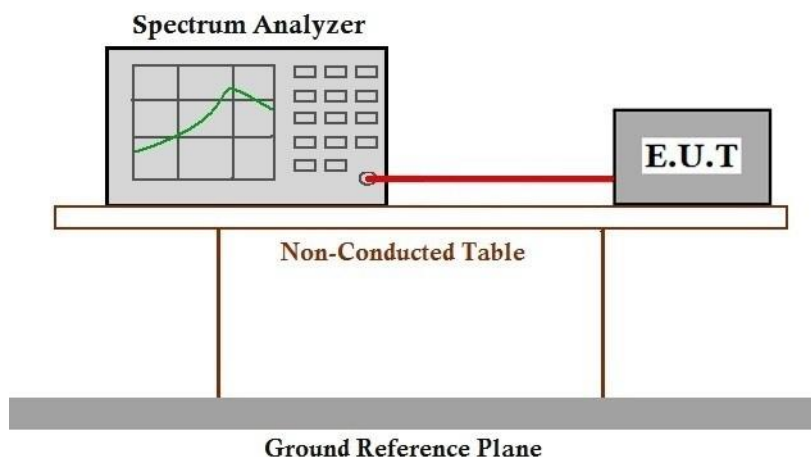 Spectrum Analyzer
E.U.T
Non-Conducted Table
Ground Reference Plane